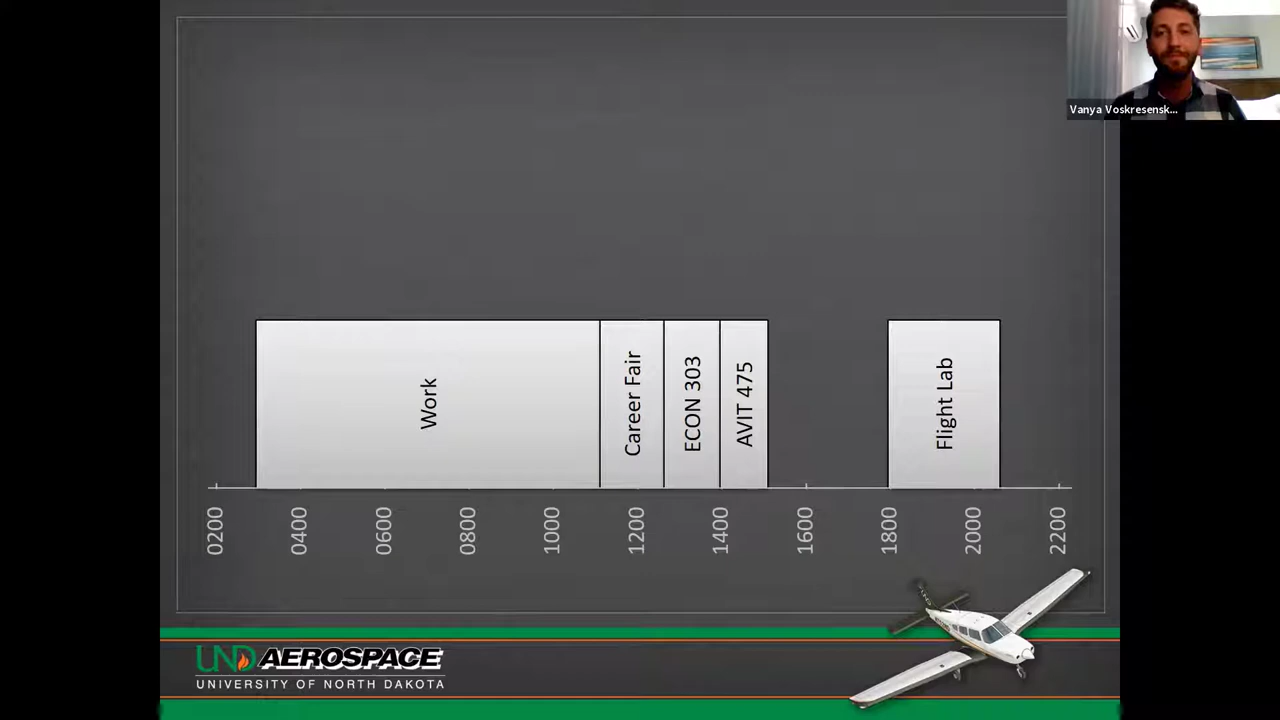 Vanya Voskresensk...
Work
Career Fair
ECON 303
AVIT 475
Flight Lab
0200
0400
0600
0800
1000
1200
1400
1600
1800
2000
2200
UND AEROSPACE
UNIVERSITY OF NORTH DAKOTA